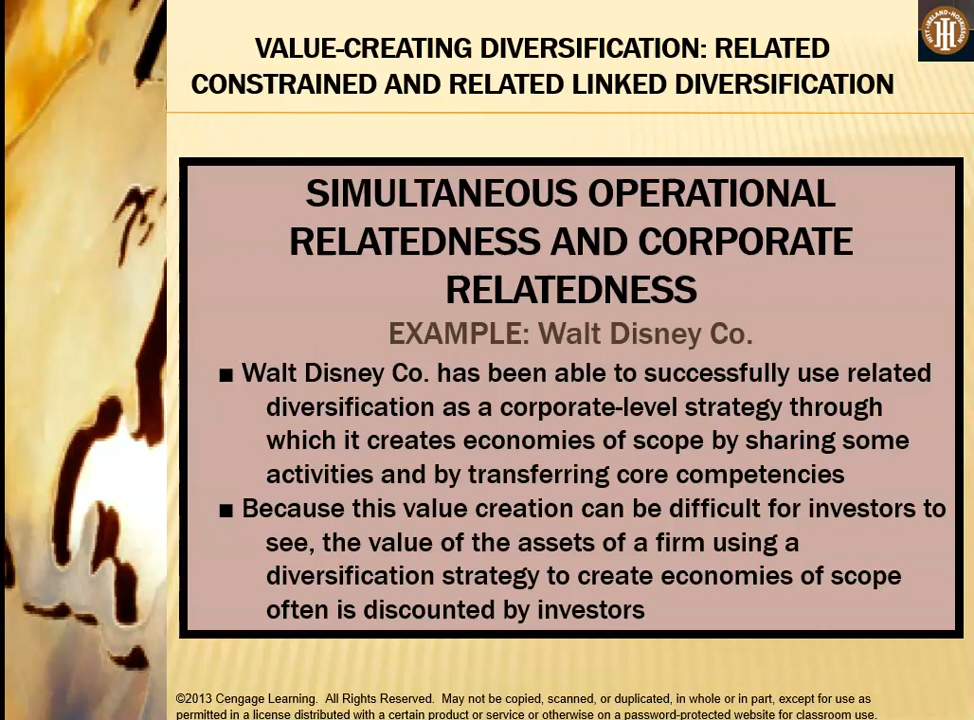 VALUE-CREATING DIVERSIFICATION: RELATED
CONSTRAINED AND RELATED LINKED DIVERSIFICATION
HITT·IRELAND·HOSKISSON
SIMULTANEOUS OPERATIONAL
RELATEDNESS AND CORPORATE
RELATEDNESS
EXAMPLE: Walt Disney Co.
■ Walt Disney Co. has been able to successfully use related
diversification as a corporate-level strategy through
which it creates economies of scope by sharing some
activities and by transferring core competencies
■ Because this value creation can be difficult for investors to
see, the value of the assets of a firm using a
diversification strategy to create economies of scope
often is discounted by investors
©2013 Cengage Learning. All Rights Reserved. May not be copied, scanned, or duplicated, in whole or in part, except for use as
permitted in a license distributed with a certain product or service or otherwise on a password-protected website for classroom use.